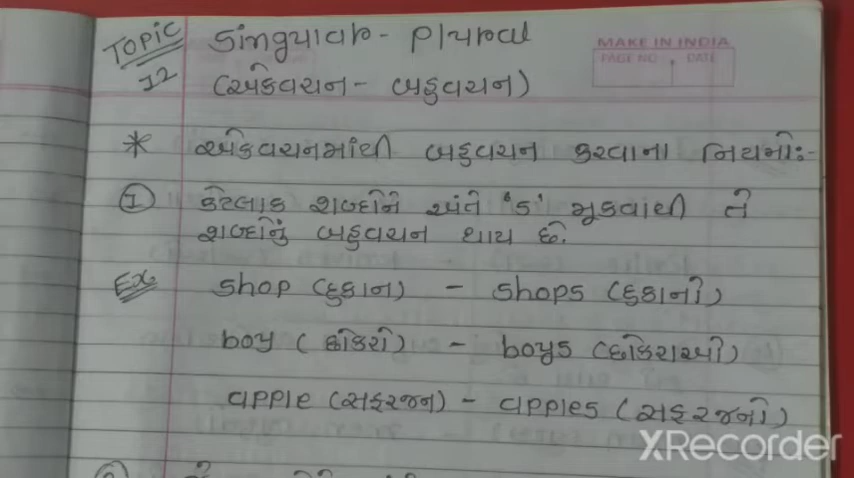 TOPIC 12
Singular - Plural
MAKE IN INDIA
PAGE NO. DATE
(એકવચન - બહુવચન)
* એકવચનમાંથી બહુવચન કરવાના નિયમો:-
① કેટલાક શબ્દોને અંતે 's' મૂકવાથી તે
શબ્દોનું બહુવચન થાય છે.
Ex shop (દુકાન) - shops (દુકાનો)
boy (છોકરો) - boys (છોકરાઓ)
apple (સફરજન) - apples (સફરજનો)
XRecorder